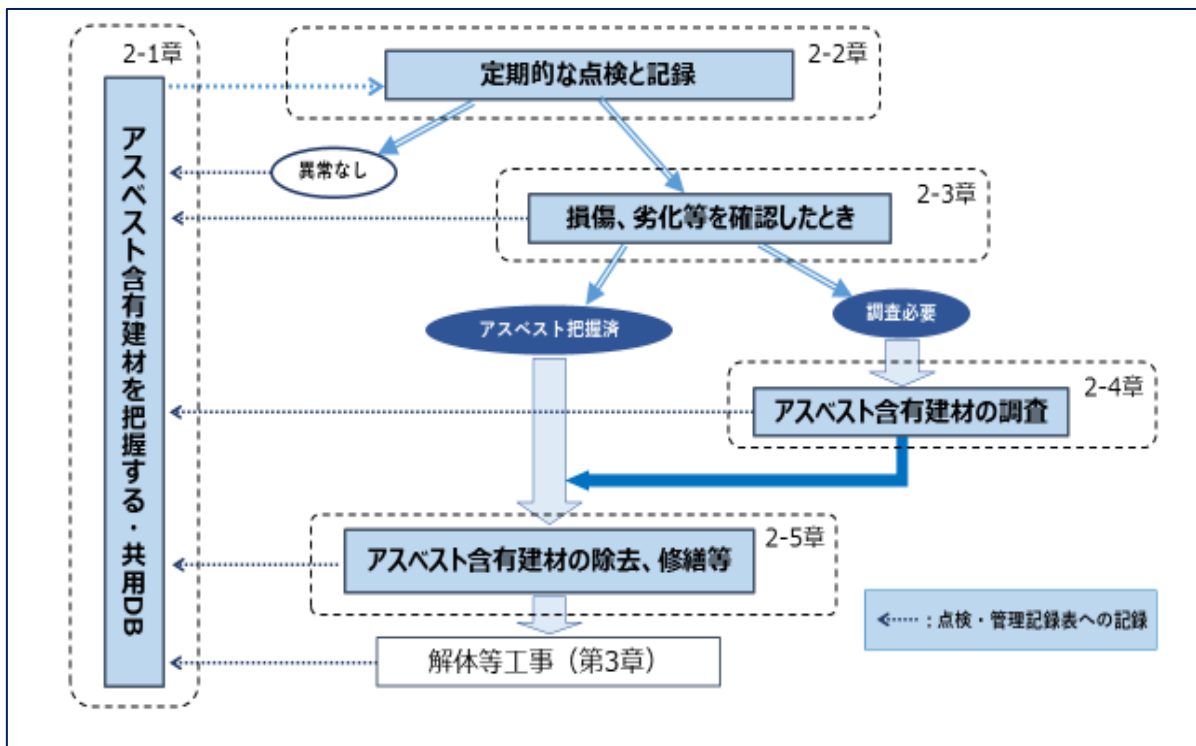 2-1章
アスベスト含有建材を把握する・共用DB
2-2章
定期的な点検と記録
異常なし
2-3章
損傷、劣化等を確認したとき
アスベスト把握済
調査必要
2-4章
アスベスト含有建材の調査
2-5章
アスベスト含有建材の除去、修繕等
：点検・管理記録表への記録
解体等工事（第3章）